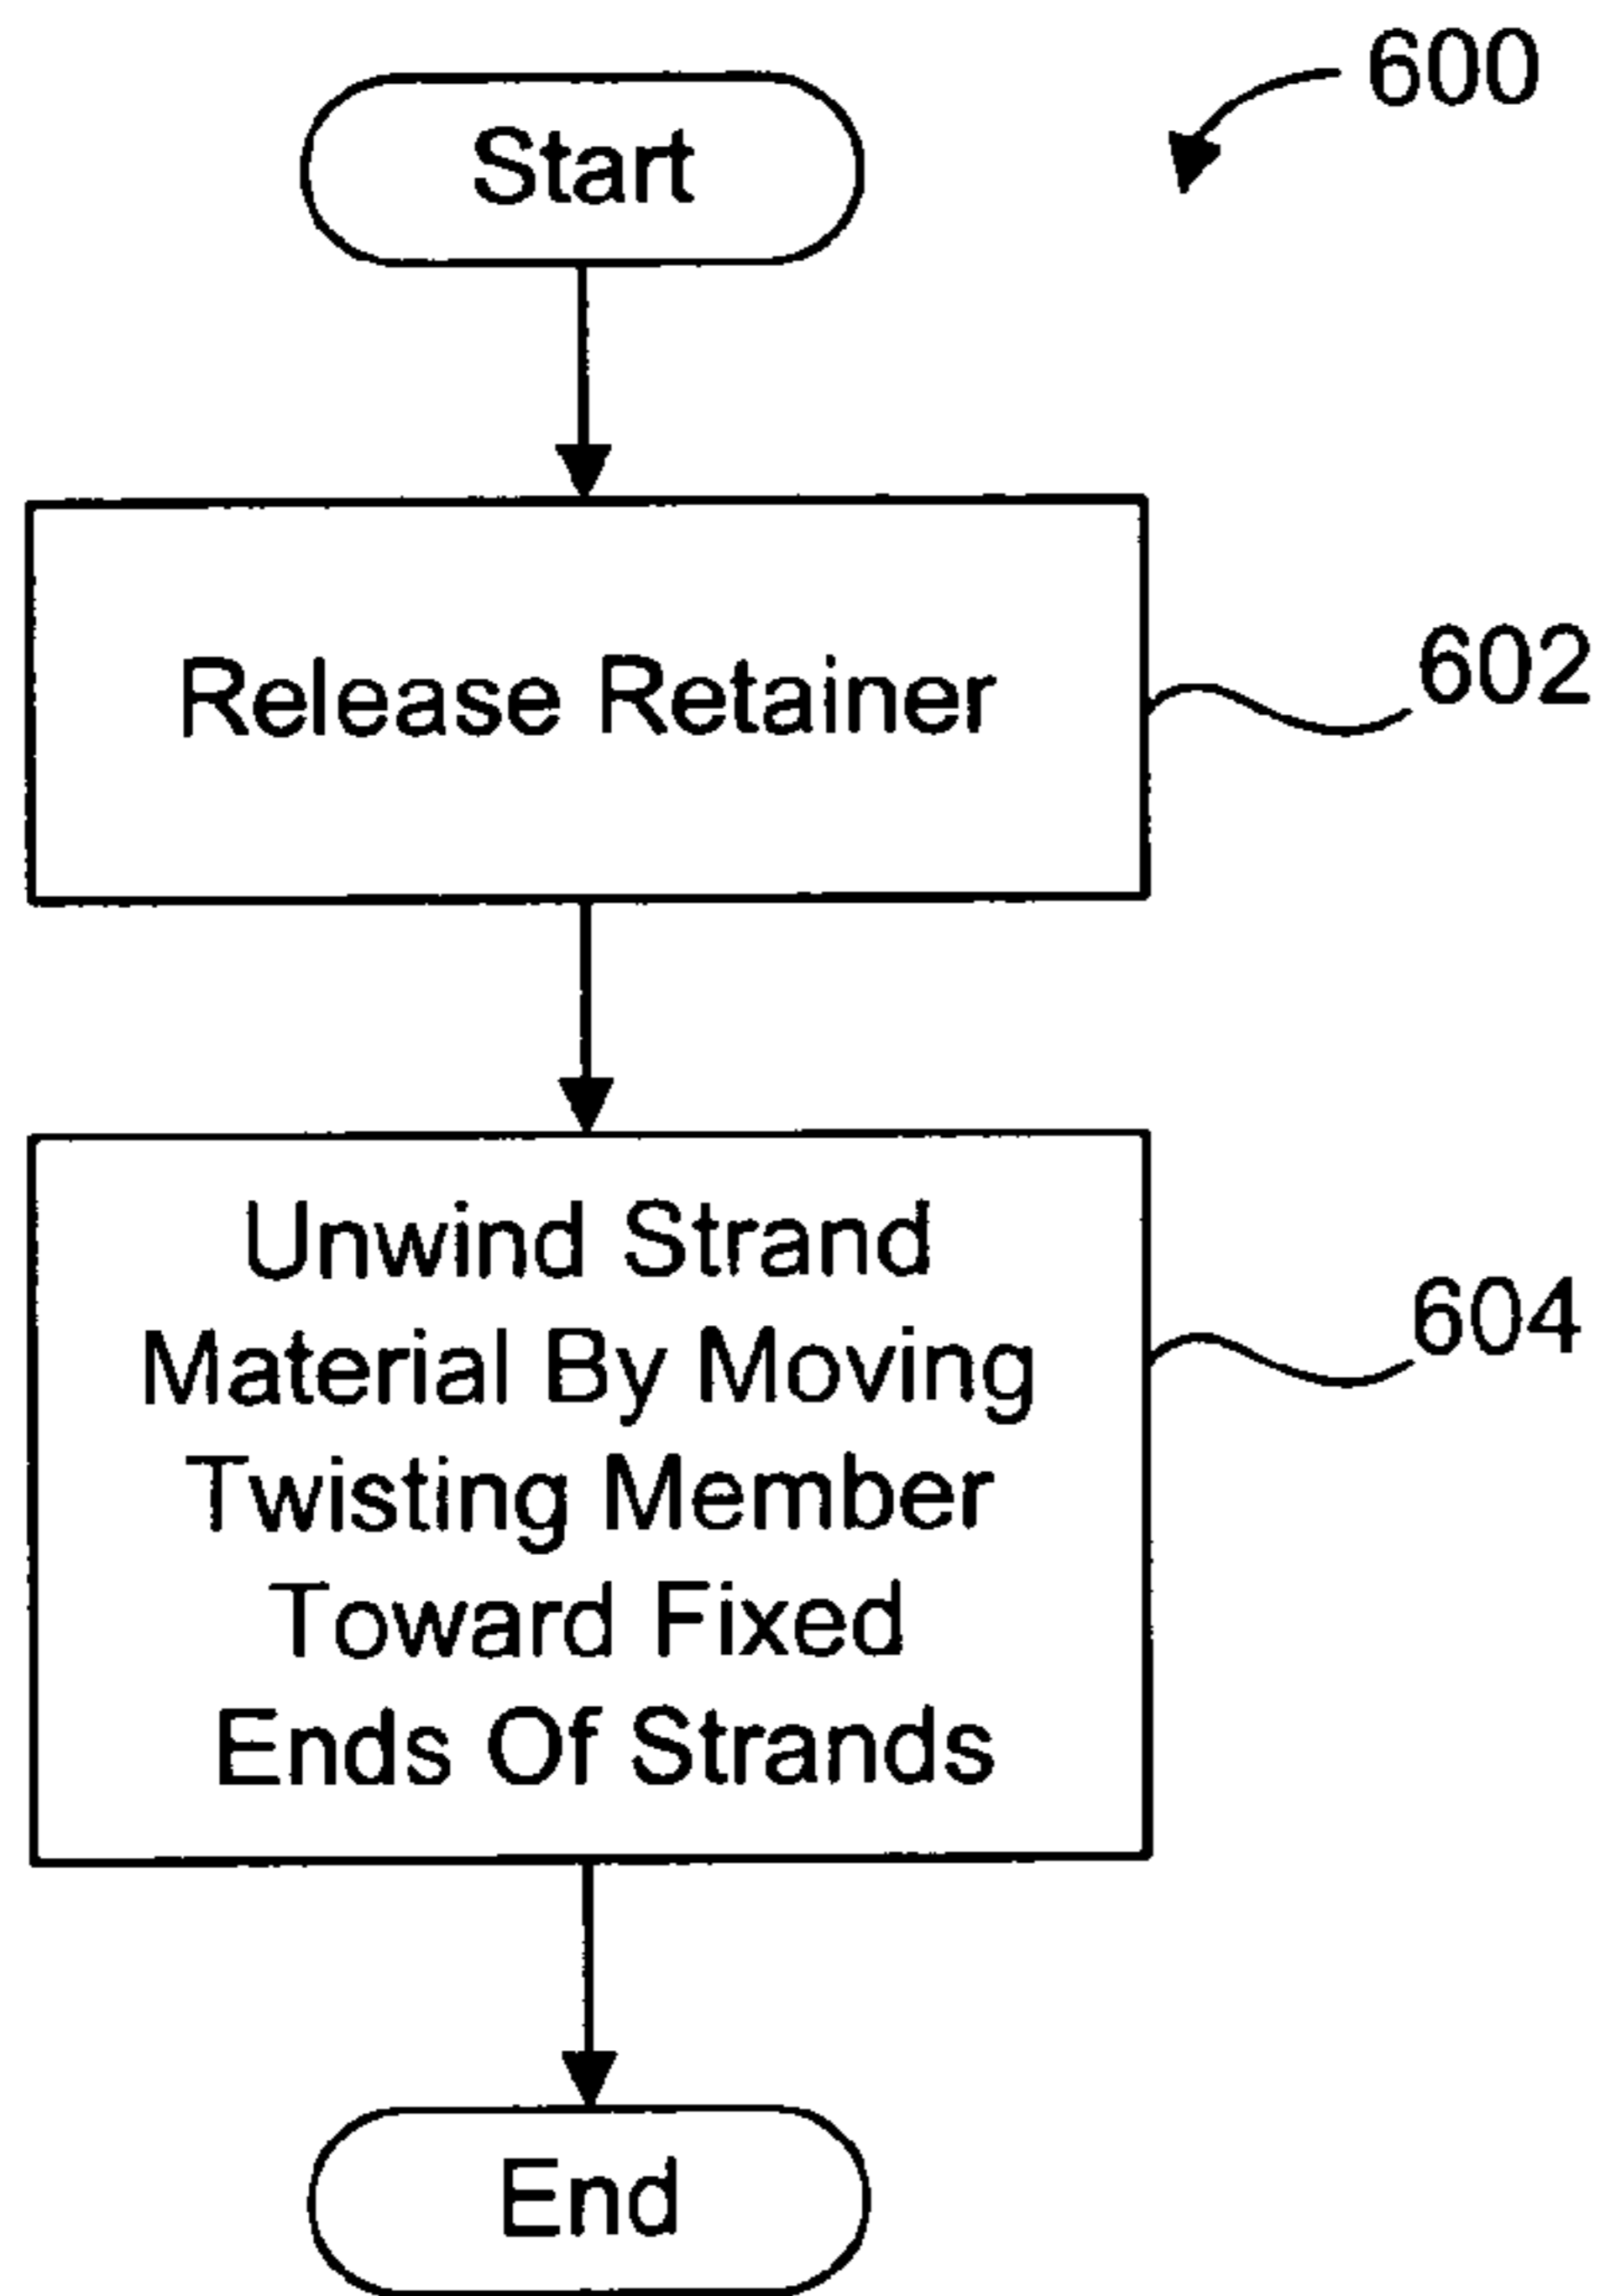 600
Start
Release Retainer
602
Unwind Strand
Material By Moving
Twisting Member
Toward Fixed
Ends Of Strands
604
End